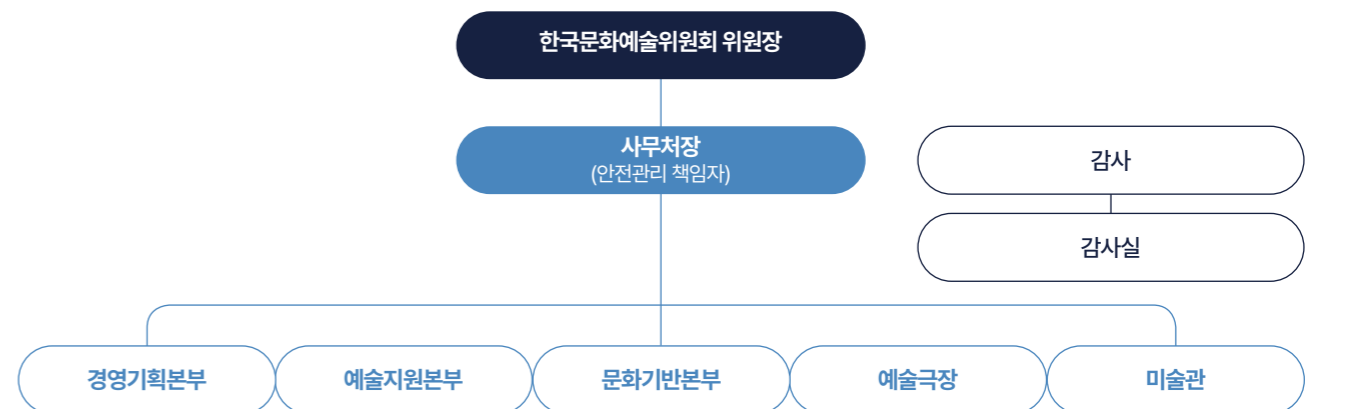 한국문화예술위원회 위원장
사무처장
(안전관리 책임자)
감사
감사실
경영기획본부
예술지원본부
문화기반본부
예술극장
미술관